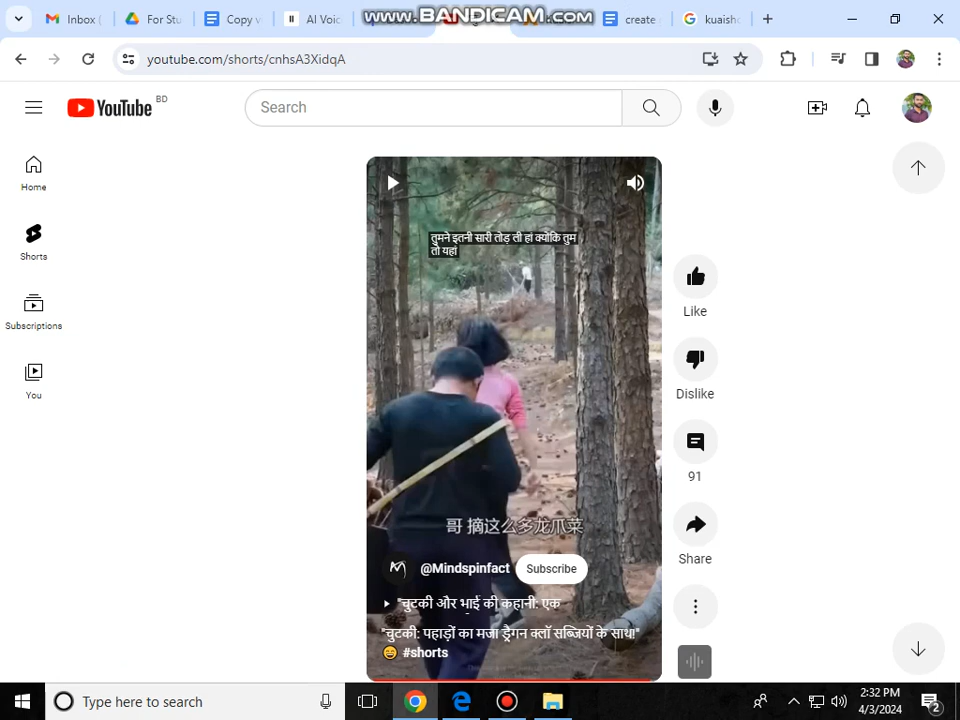 Inbox (
For Stu
Copy v
AI Voic
WWW.BANDICAM.COM
create
kuaish
youtube.com/shorts/cnhsA3XidqA
YouTube
BD
Search
Home
Shorts
Subscriptions
You
तुमने इतनी सारी तोड़ ली हां क्योंकि तुम
तो यहां
哥 摘这么多龙爪菜
@Mindspinfact
Subscribe
"चुटकी और भाई की कहानी: एक
"चुटकी: पहाड़ों का मजा ड्रैगन क्लॉ सब्जियों के साथ!"
😄 #shorts
Like
Dislike
91
Share
Type here to search
2:32 PM
4/3/2024
2